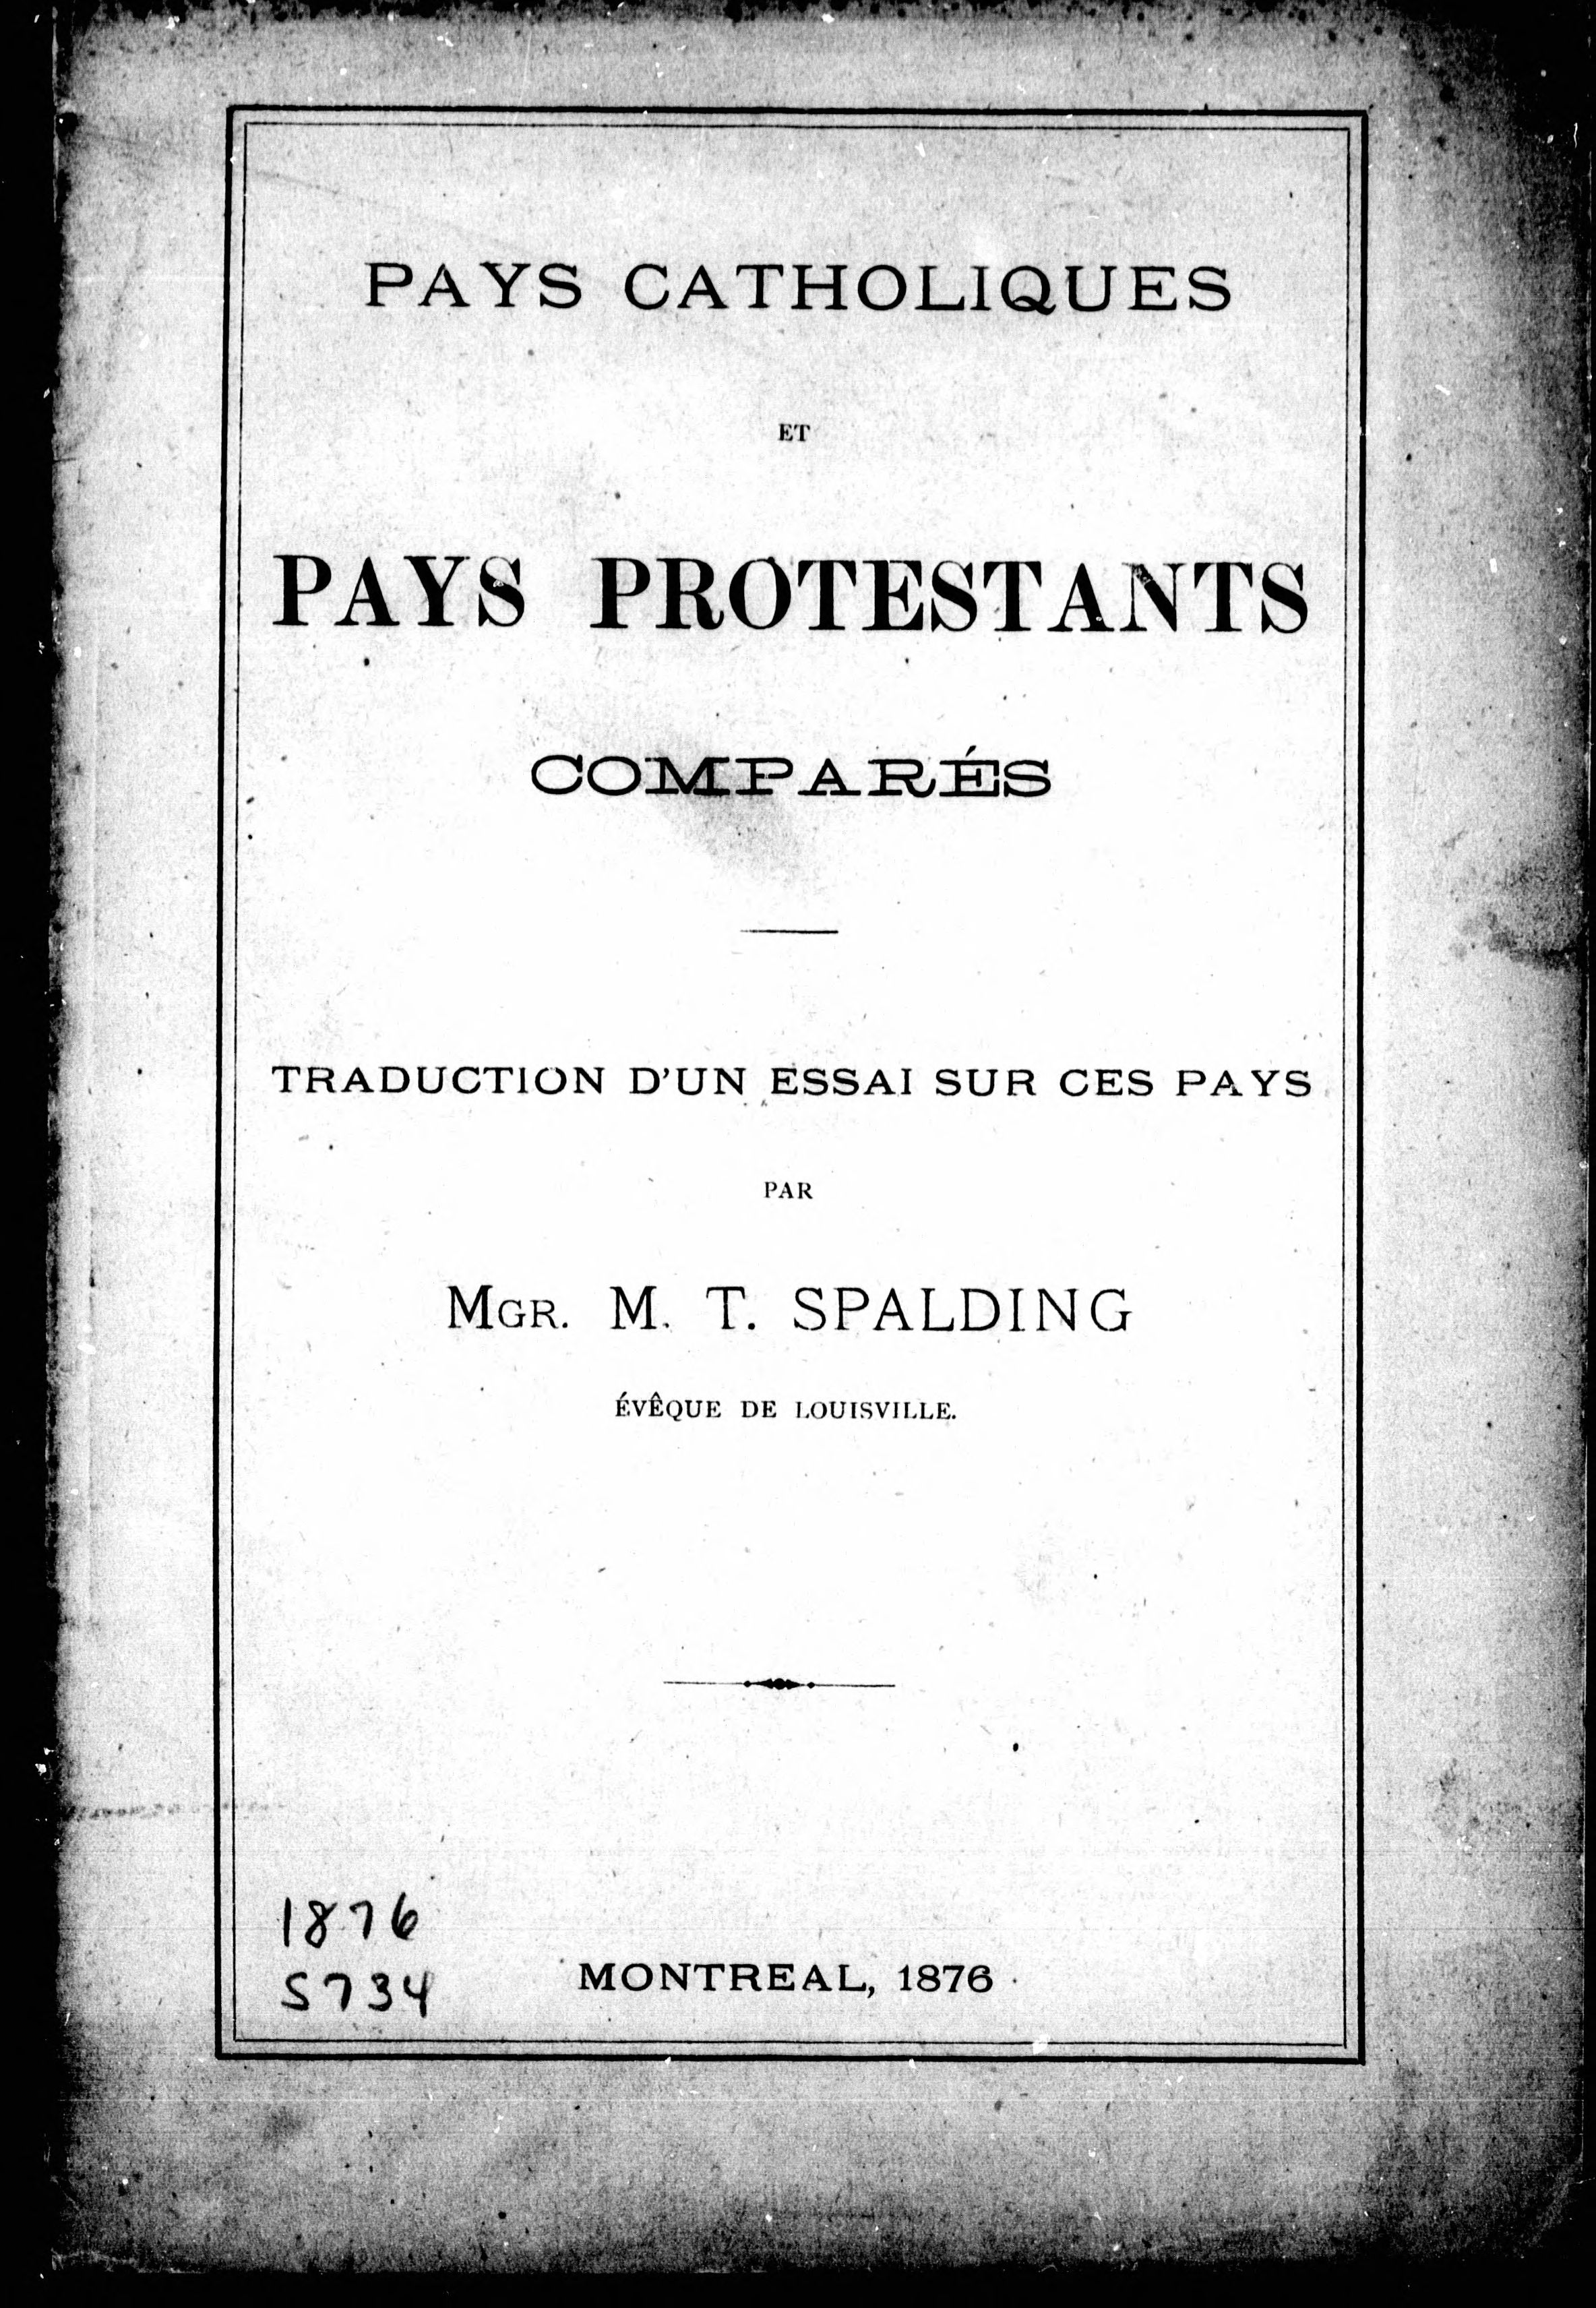 PAYS CATHOLIQUES
ET
PAYS PROTESTANTS
COMPARÉS
TRADUCTION D'UN ESSAI SUR CES PAYS
PAR
MGR. M. T. SPALDING
ÉVÊQUE DE LOUISVILLE.
1876
S734
MONTREAL, 1876